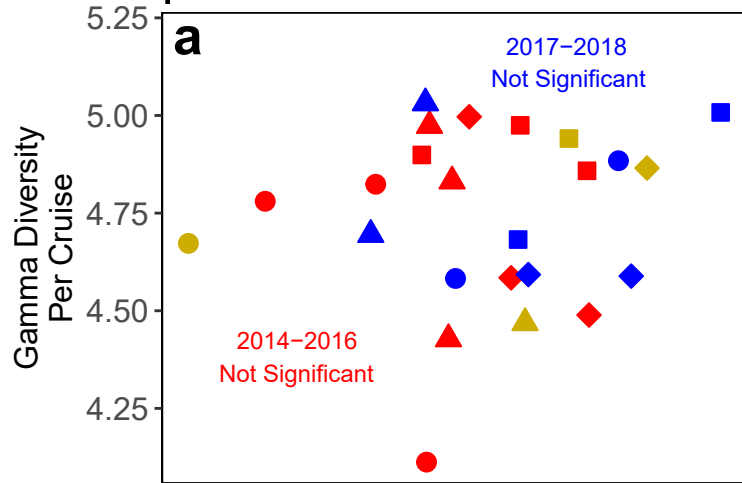 a
2017−2018
Not Significant
5.25
5.00
4.75
4.50
4.25
Gamma Diversity
Per Cruise
2014−2016
Not Significant